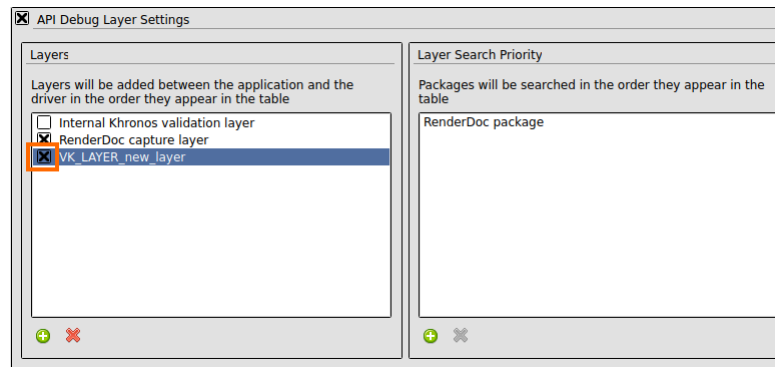 API Debug Layer Settings
Layers
Layers will be added between the application and the
driver in the order they appear in the table
Internal Khronos validation layer
RenderDoc capture layer
VK_LAYER_new_layer
Layer Search Priority
Packages will be searched in the order they appear in the
table
RenderDoc package